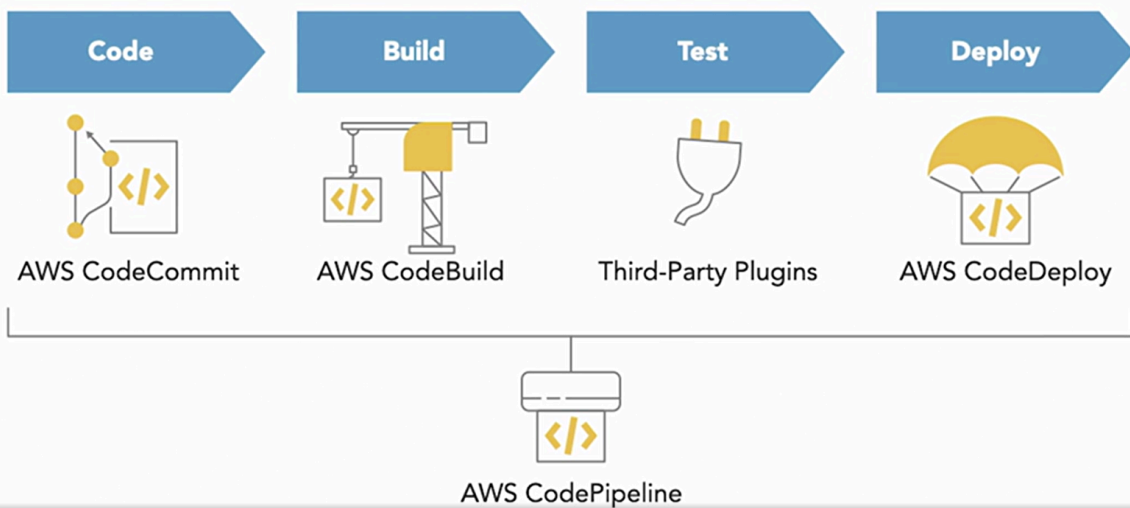 Code
Build
Test
Deploy
</>
</>
</>
AWS CodeCommit
AWS CodeBuild
Third-Party Plugins
AWS CodeDeploy
</>
AWS CodePipeline